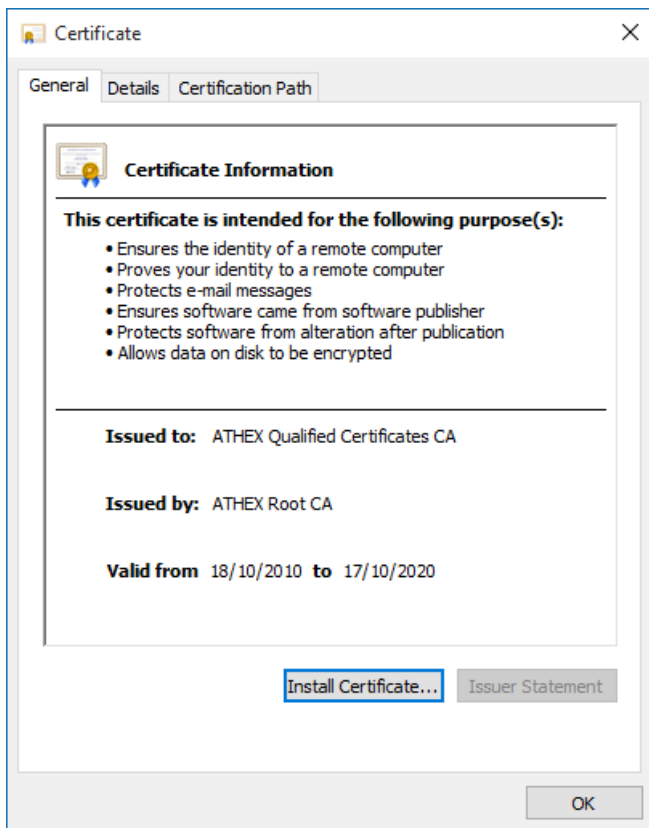 Certificate
General Details Certification Path
Certificate Information
This certificate is intended for the following purpose(s):
• Ensures the identity of a remote computer
• Proves your identity to a remote computer
• Protects e-mail messages
• Ensures software came from software publisher
• Protects software from alteration after publication
• Allows data on disk to be encrypted
Issued to: ATHEX Qualified Certificates CA
Issued by: ATHEX Root CA
Valid from 18/10/2010 to 17/10/2020
Install Certificate... Issuer Statement
OK